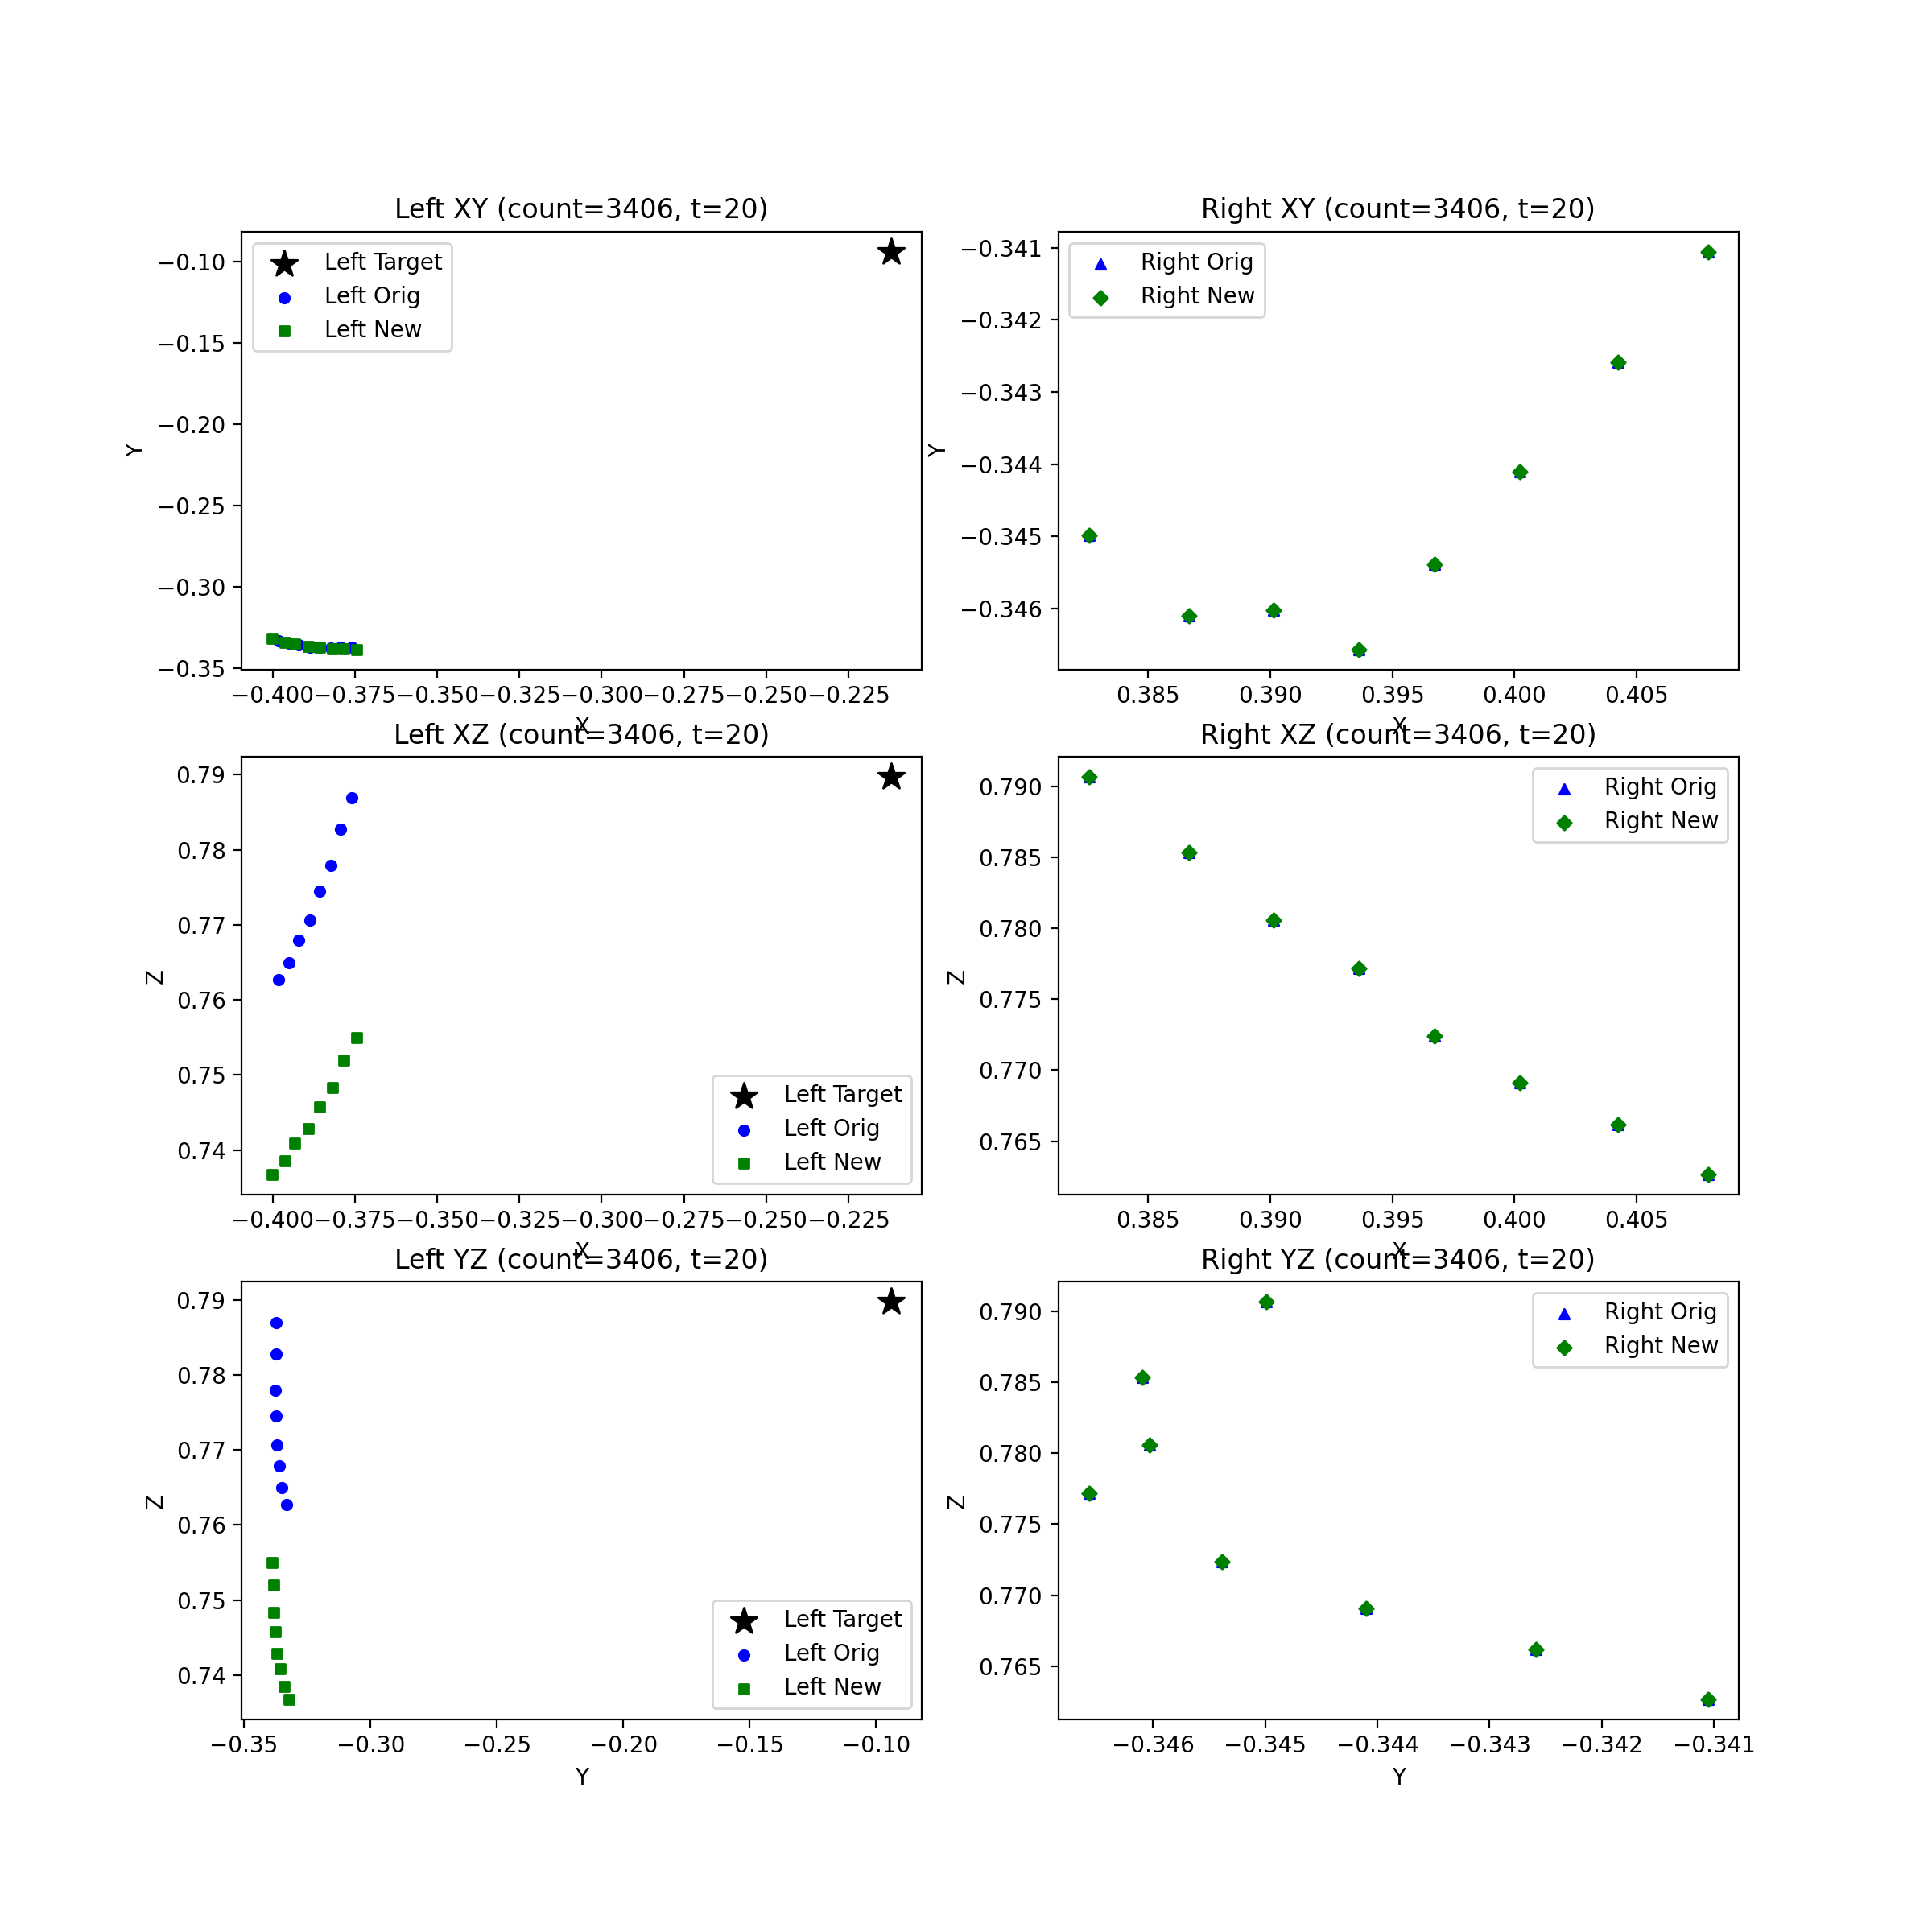 Left XY (count=3406, t=20)
Left Target
Left Orig
Left New
Y
−0.10
−0.15
−0.20
−0.25
−0.30
−0.35
−0.400 −0.375 −0.350 −0.325 −0.300 −0.275 −0.250 −0.225
X
Right XY (count=3406, t=20)
Right Orig
Right New
Y
−0.341
−0.342
−0.343
−0.344
−0.345
−0.346
0.385 0.390 0.395 0.400 0.405
X
Left XZ (count=3406, t=20)
Z
0.79
0.78
0.77
0.76
0.75
0.74
Left Target
Left Orig
Left New
−0.400 −0.375 −0.350 −0.325 −0.300 −0.275 −0.250 −0.225
X
Right XZ (count=3406, t=20)
Right Orig
Right New
Z
0.790
0.785
0.780
0.775
0.770
0.765
0.385 0.390 0.395 0.400 0.405
X
Left YZ (count=3406, t=20)
Z
0.79
0.78
0.77
0.76
0.75
0.74
Left Target
Left Orig
Left New
−0.35 −0.30 −0.25 −0.20 −0.15 −0.10
Y
Right YZ (count=3406, t=20)
Right Orig
Right New
Z
0.790
0.785
0.780
0.775
0.770
0.765
−0.346 −0.345 −0.344 −0.343 −0.342 −0.341
Y